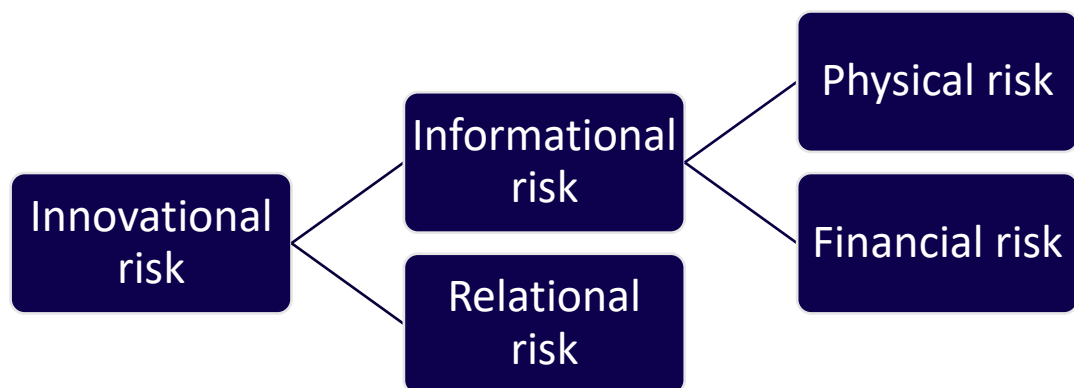 Innovational
risk
Informational
risk
Relational
risk
Physical risk
Financial risk